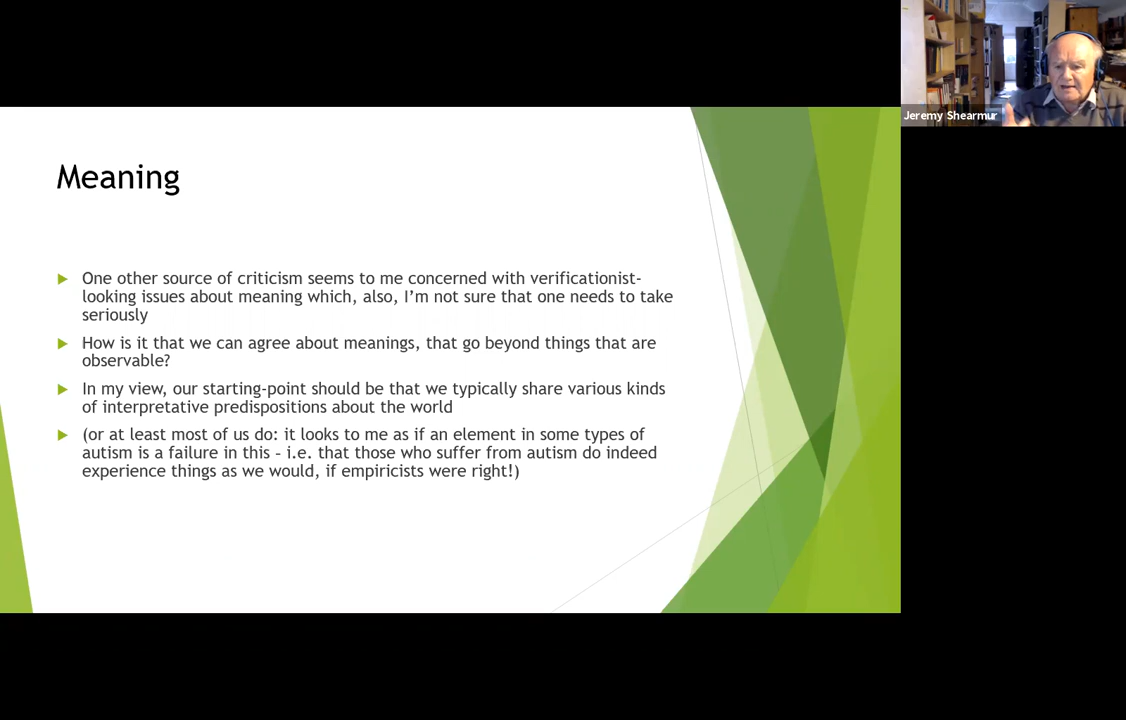 Jeremy Shearmur
Meaning
One other source of criticism seems to me concerned with verificationist-
looking issues about meaning which, also, I’m not sure that one needs to take
seriously
How is it that we can agree about meanings, that go beyond things that are
observable?
In my view, our starting-point should be that we typically share various kinds
of interpretative predispositions about the world
(or at least most of us do: it looks to me as if an element in some types of
autism is a failure in this - i.e. that those who suffer from autism do indeed
experience things as we would, if empiricists were right!)